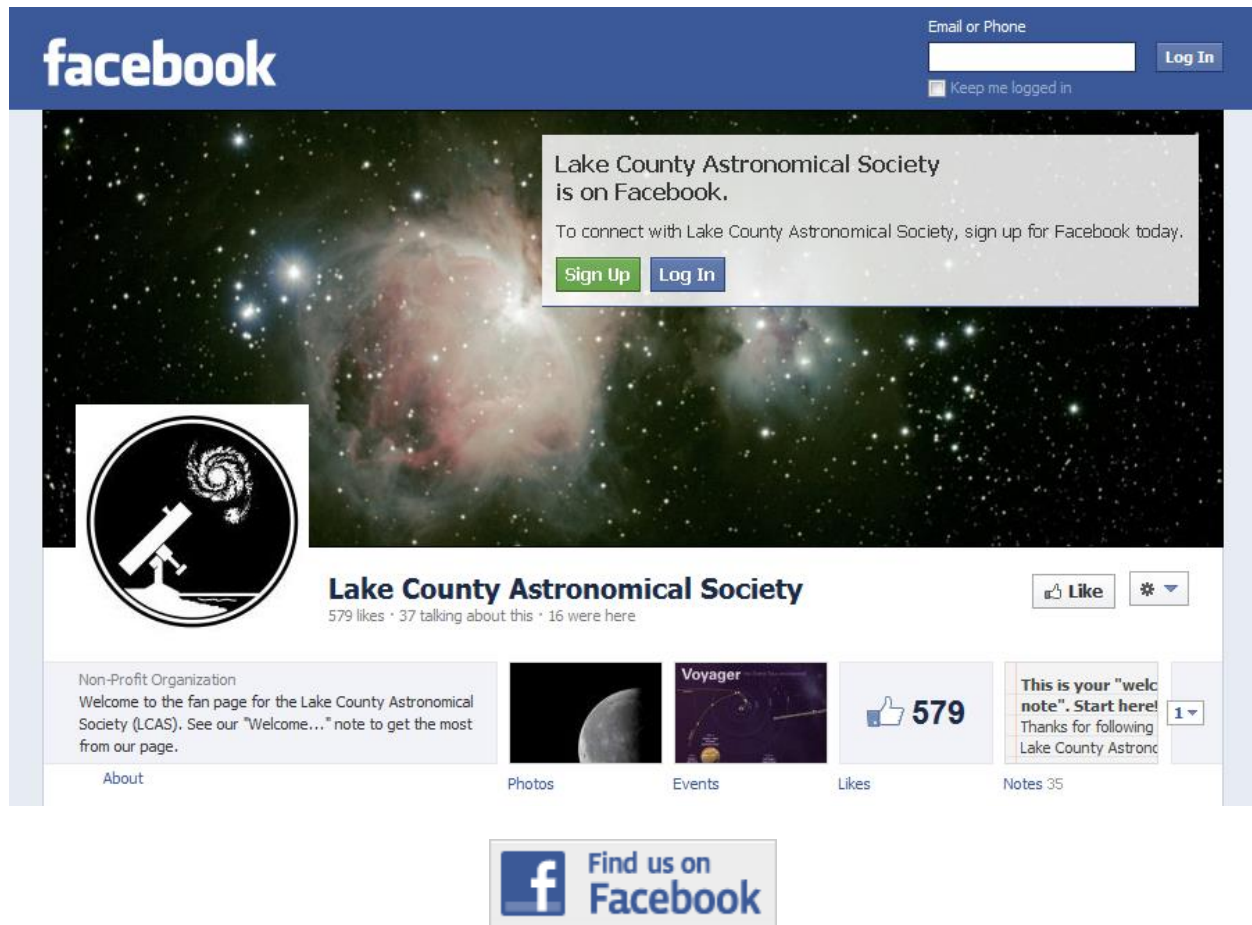 facebook
Email or Phone
Log In
Keep me logged in
Lake County Astronomical Society
is on Facebook.
To connect with Lake County Astronomical Society, sign up for Facebook today.
Sign Up Log In
Lake County Astronomical Society
579 likes · 37 talking about this · 16 were here
Like
Non-Profit Organization
Welcome to the fan page for the Lake County Astronomical
Society (LCAS). See our "Welcome..." note to get the most
from our page.
About
Photos
Voyager
Events
579
Likes
This is your "welc
note". Start here!
Thanks for following
Lake County Astronc
1
Notes 35
Find us on
Facebook